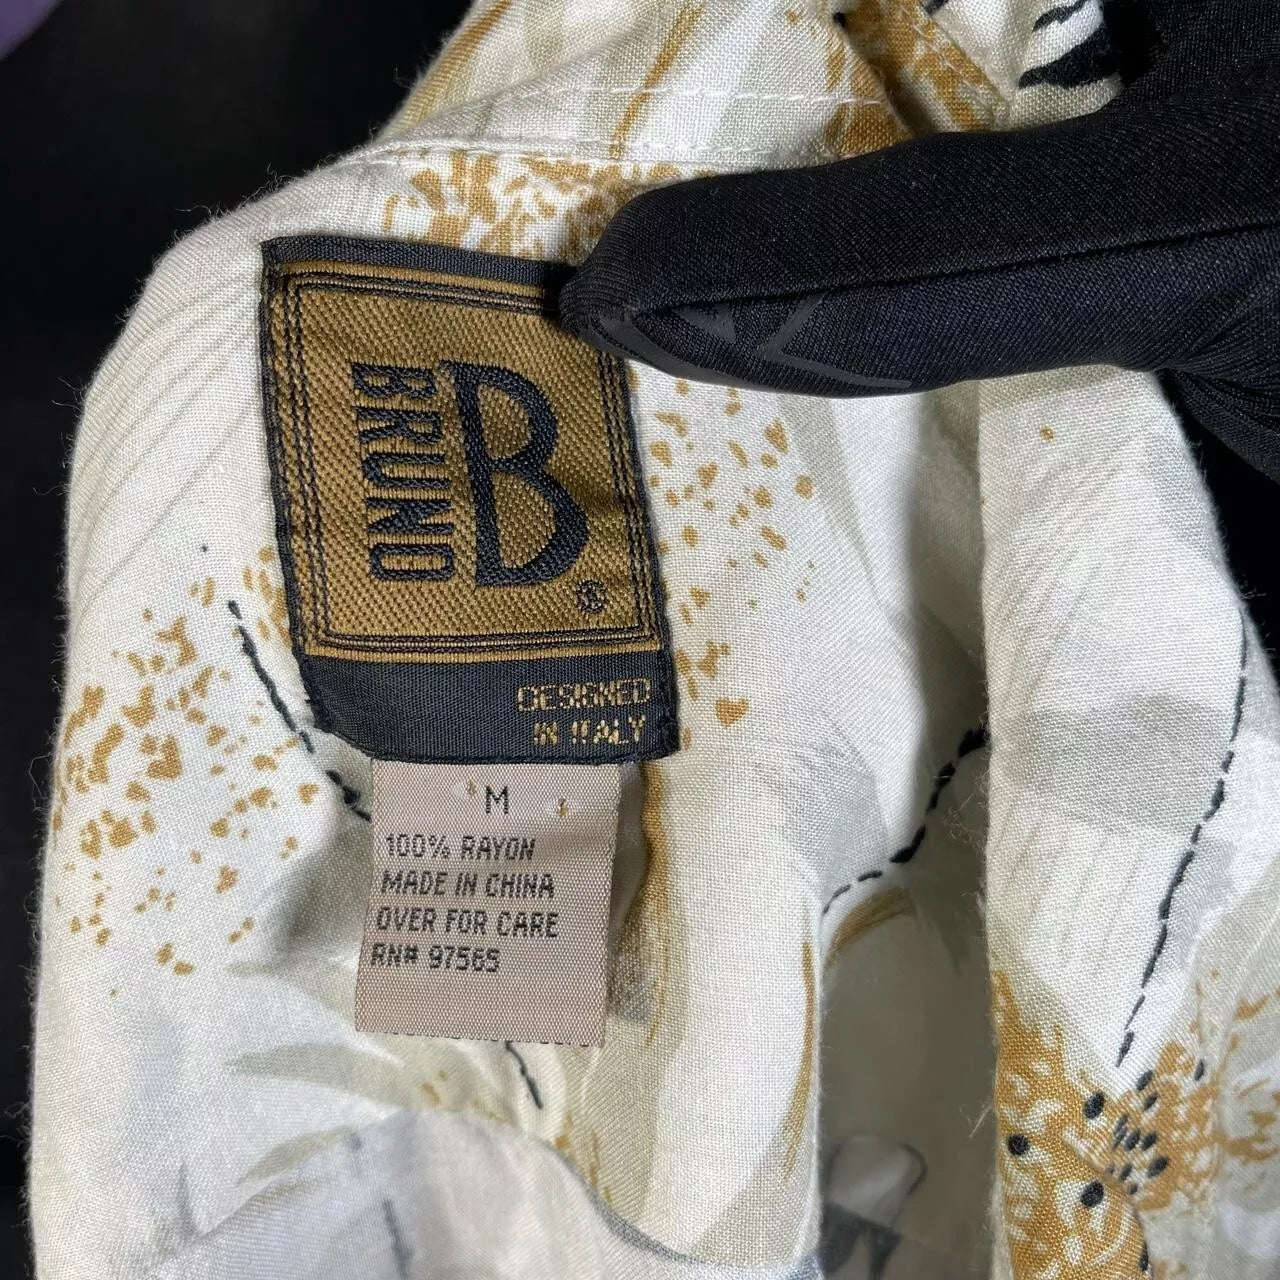 BRUNO
B®
DESIGNED
IN ITALY
M
100% RAYON
MADE IN CHINA
OVER FOR CARE
RN# 97565